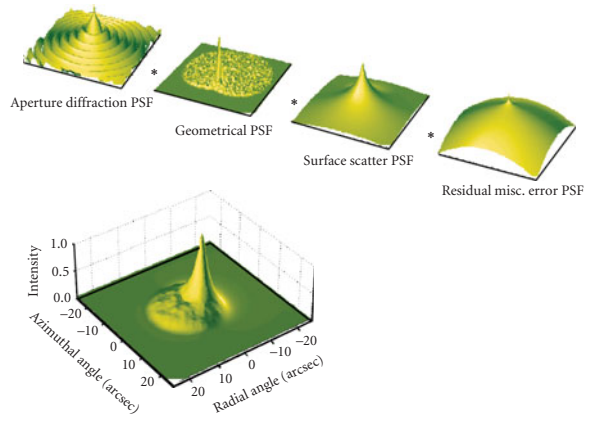 Aperture diffraction PSF
*
Geometrical PSF
*
Surface scatter PSF
*
Residual misc. error PSF
Intensity
1.0
0.5
0.0
−20
−10
0
10
20
Azimuthal angle (arcsec)
20
10
0
−10
−20
Radial angle (arcsec)